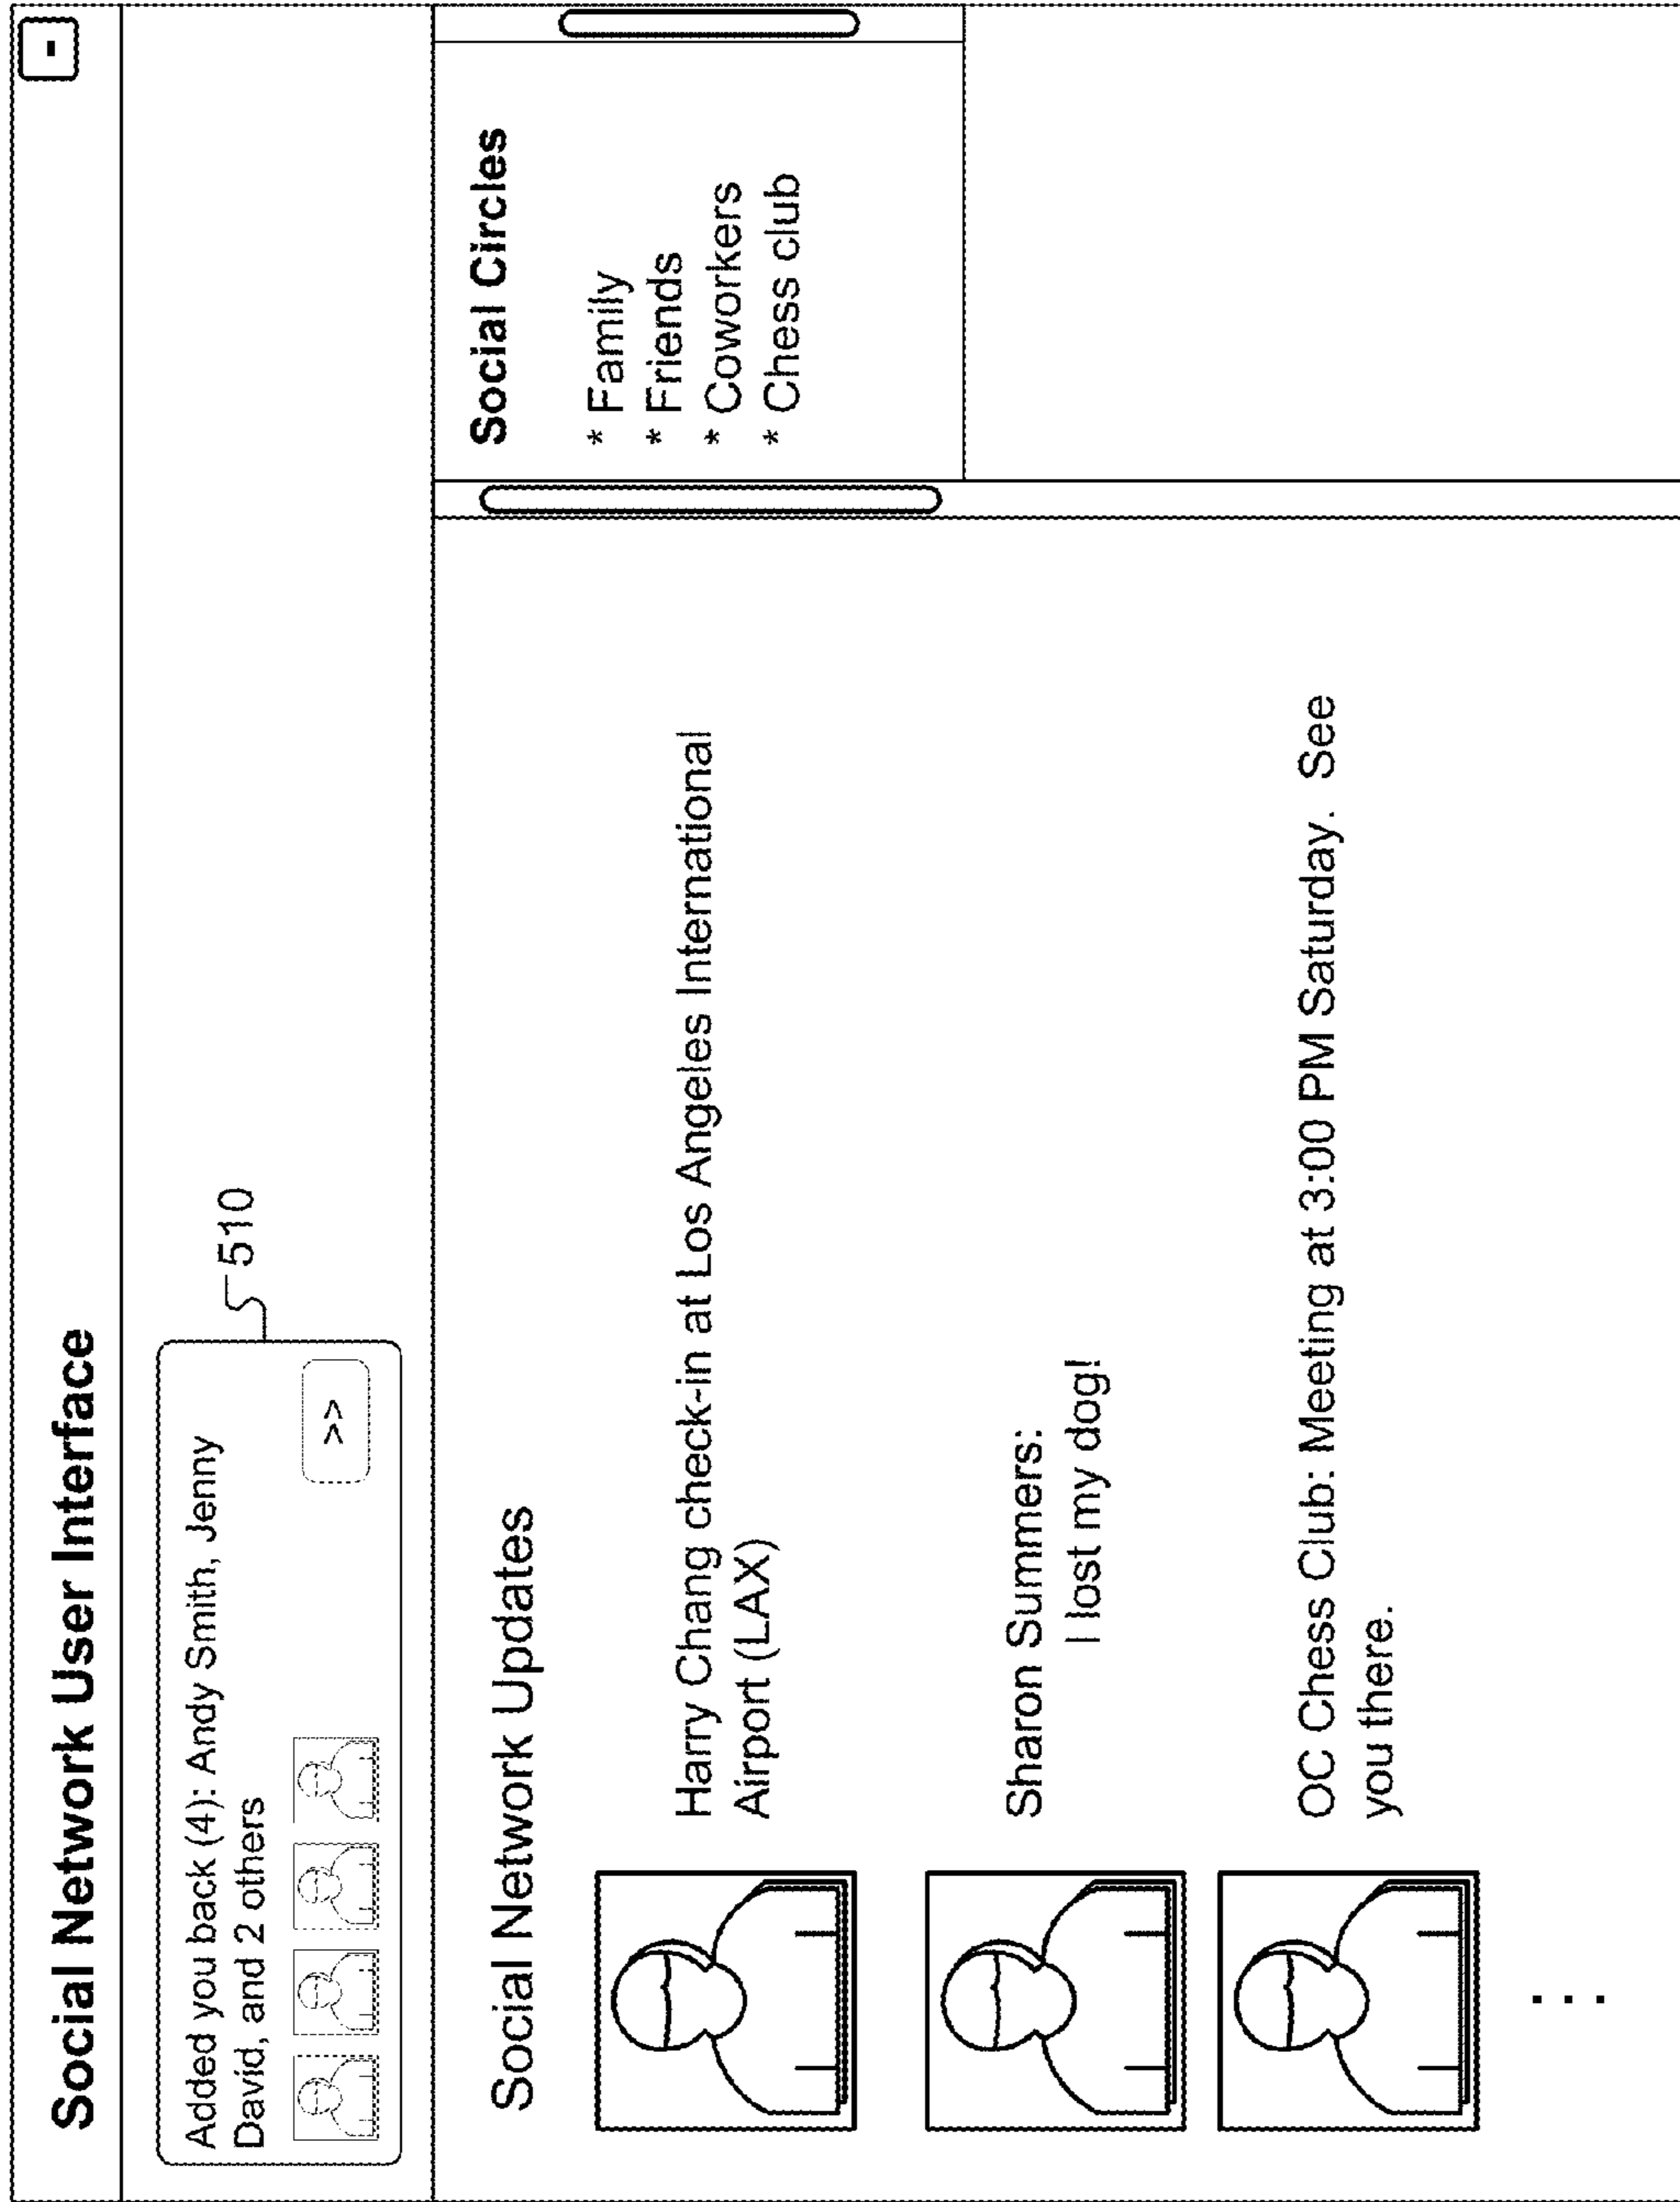 Social Network User Interface
-
Added you back (4): Andy Smith, Jenny
David, and 2 others
>>
510
Social Network Updates
Harry Chang check-in at Los Angeles International
Airport (LAX)
Sharon Summers:
I lost my dog!
OC Chess Club: Meeting at 3:00 PM Saturday.  See
you there.
. . .
Social Circles
* Family
* Friends
* Coworkers
* Chess club